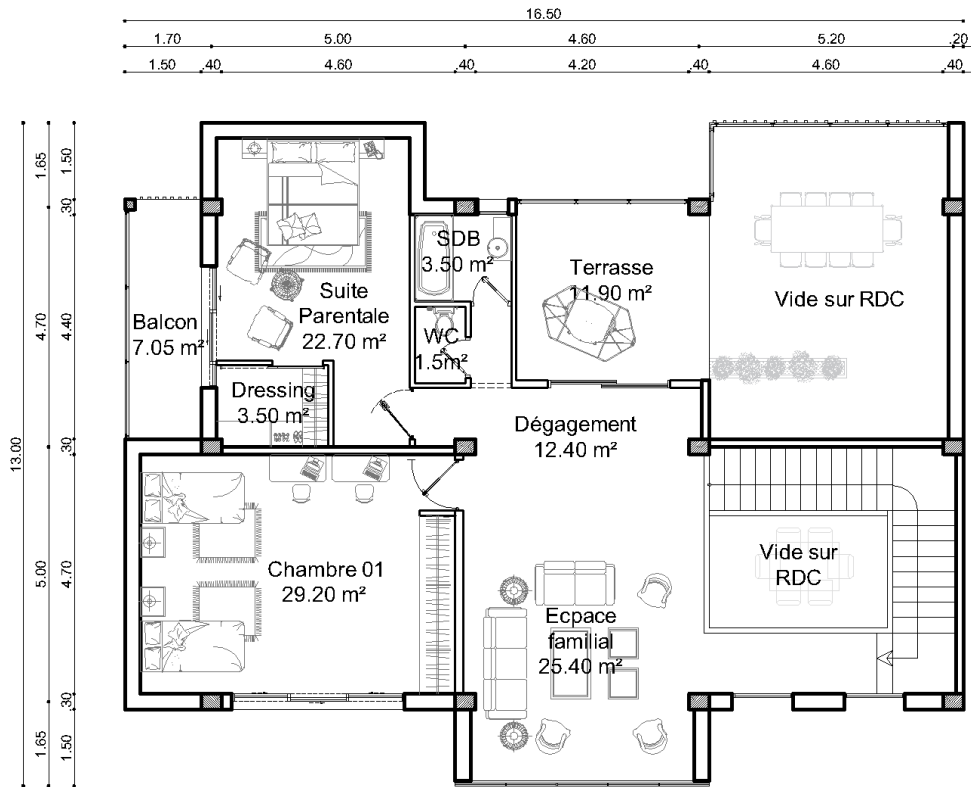 16.50
1.70 5.00 4.60 5.20 .20
1.50 .40 4.60 .40 4.20 .40 4.60 .40
13.00
1.65 4.70 5.00 1.65
1.50 .30 4.40 .30 4.70 .30 1.50
Balcon
7.05 m²
Suite
Parentale
22.70 m²
SDB
3.50 m²
WC
1.5m²
Terrasse
11.90 m²
Vide sur RDC
Dressing
3.50 m²
Dégagement
12.40 m²
Chambre 01
29.20 m²
Vide sur
RDC
Ecpace
familial
25.40 m²